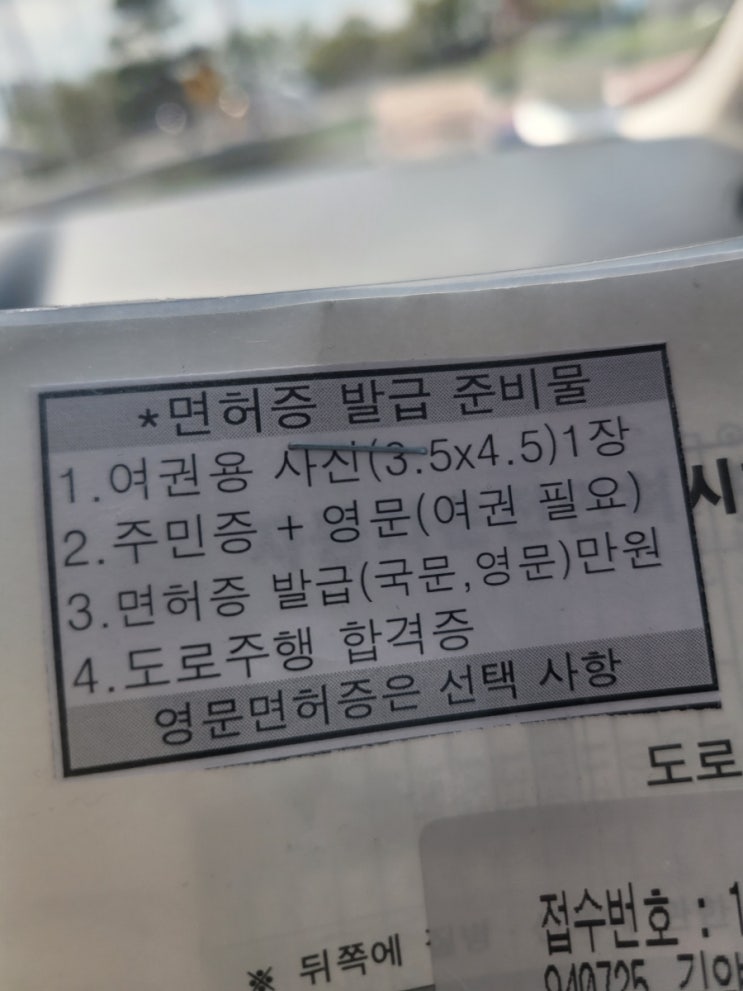 *면허증 발급 준비물
1.여권용 사진(3.5x4.5)1장
2.주민증 + 영문(여권 필요)
3.면허증 발급(국문,영문)만원
4.도로주행 합격증
영문면허증은 선택 사항
시
도로
접수번호 : 1
※ 뒤쪽에
940725